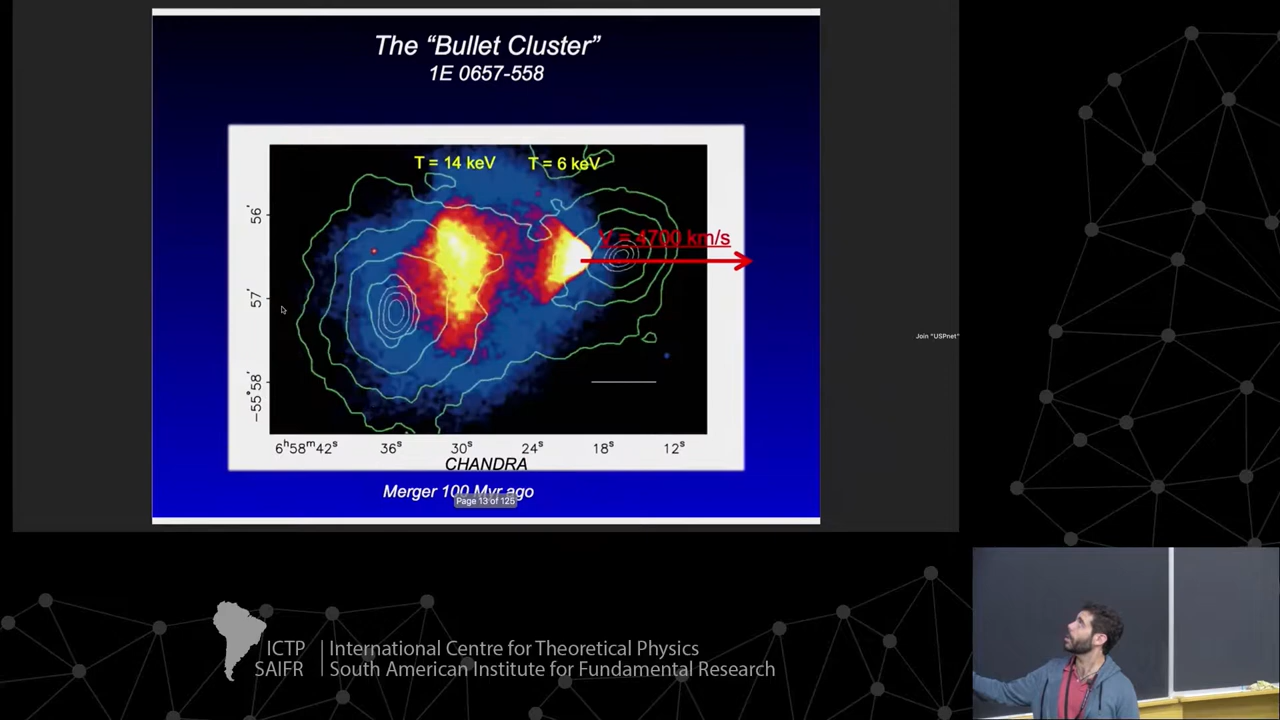 The “Bullet Cluster”
1E 0657-558
T = 14 keV
T = 6 keV
V = 4700 km/s
56'
57'
−55°58'
6ʰ58ᵐ42ˢ
36ˢ
30ˢ
24ˢ
18ˢ
12ˢ
CHANDRA
Merger 100 Myr ago
Page 13 of 125
Join "USPnet"
ICTP
SAIFR
International Centre for Theoretical Physics
South American Institute for Fundamental Research